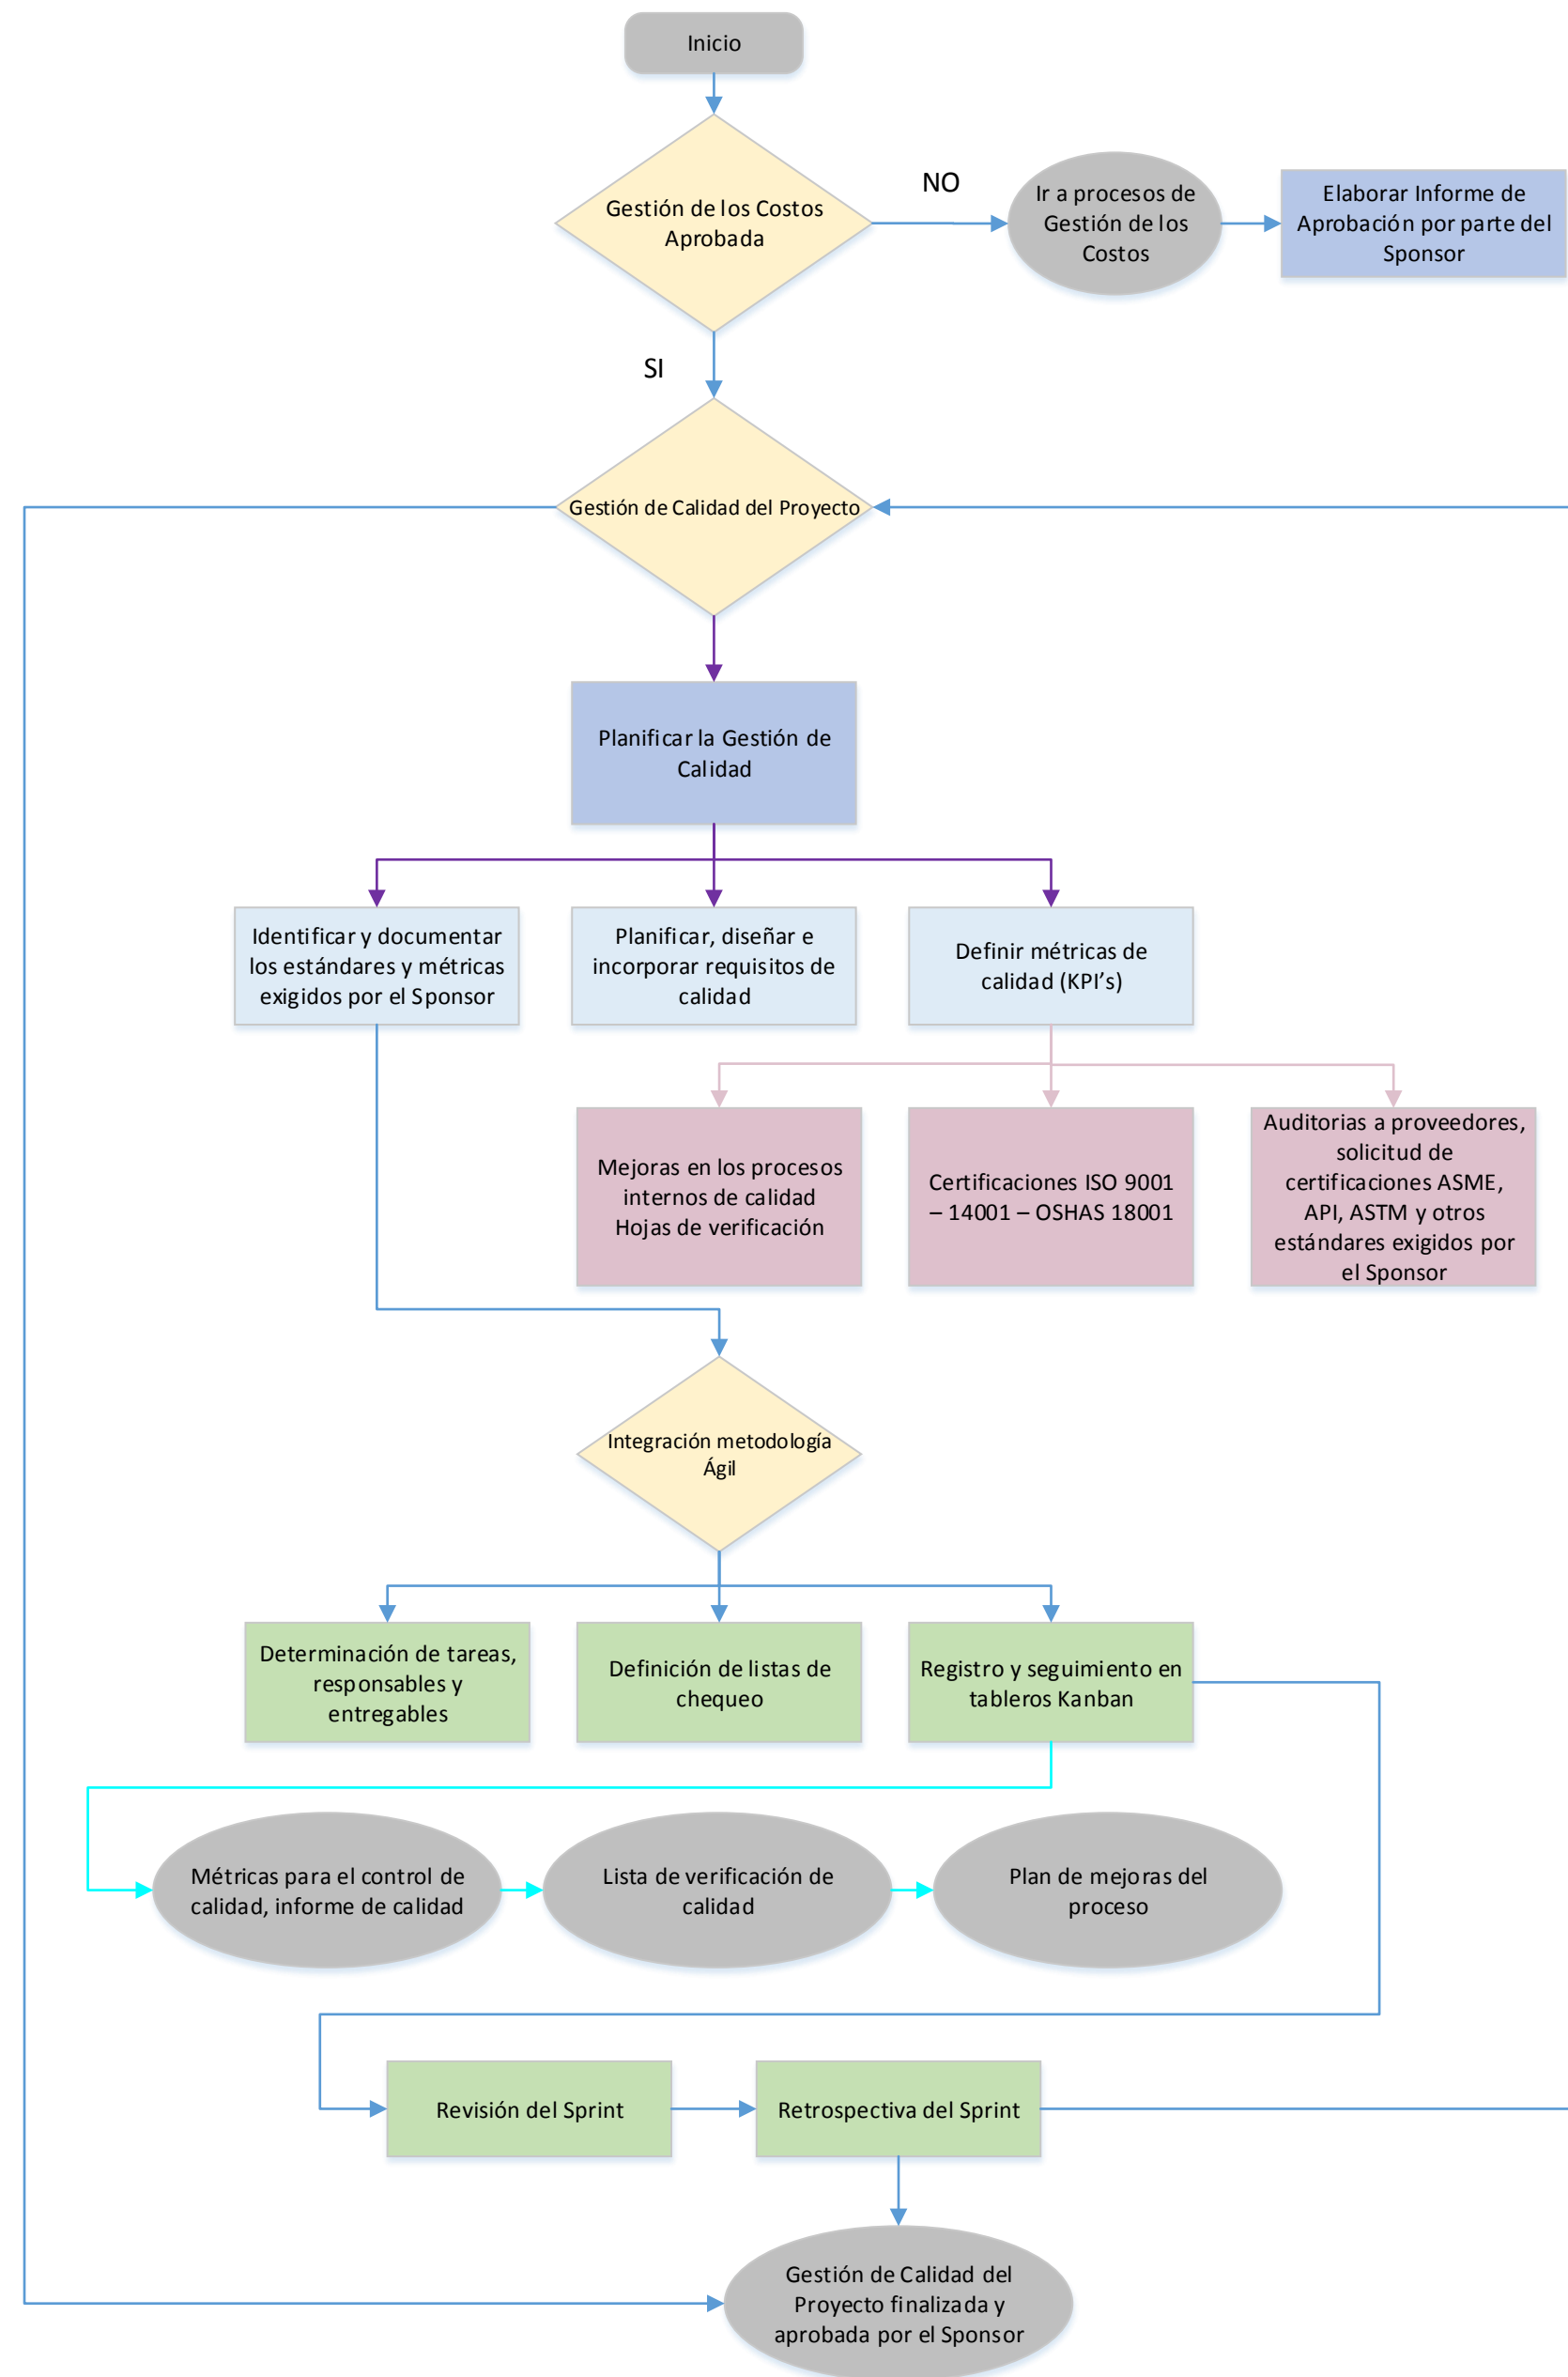 Inicio
Gestión de los Costos
Aprobada
NO
Ir a procesos de
Gestión de los
Costos
Elaborar Informe de
Aprobación por parte del
Sponsor
SI
Gestión de Calidad del Proyecto
Planificar la Gestión de
Calidad
Identificar y documentar
los estándares y métricas
exigidos por el Sponsor
Planificar, diseñar e
incorporar requisitos de
calidad
Definir métricas de
calidad (KPI's)
Mejoras en los procesos
internos de calidad
Hojas de verificación
Certificaciones ISO 9001
– 14001 – OSHAS 18001
Auditorias a proveedores,
solicitud de
certificaciones ASME,
API, ASTM y otros
estándares exigidos por
el Sponsor
Integración metodología
Ágil
Determinación de tareas,
responsables y
entregables
Definición de listas de
chequeo
Registro y seguimiento en
tableros Kanban
Métricas para el control de
calidad, informe de calidad
Lista de verificación de
calidad
Plan de mejoras del
proceso
Revisión del Sprint
Retrospectiva del Sprint
Gestión de Calidad del
Proyecto finalizada y
aprobada por el Sponsor